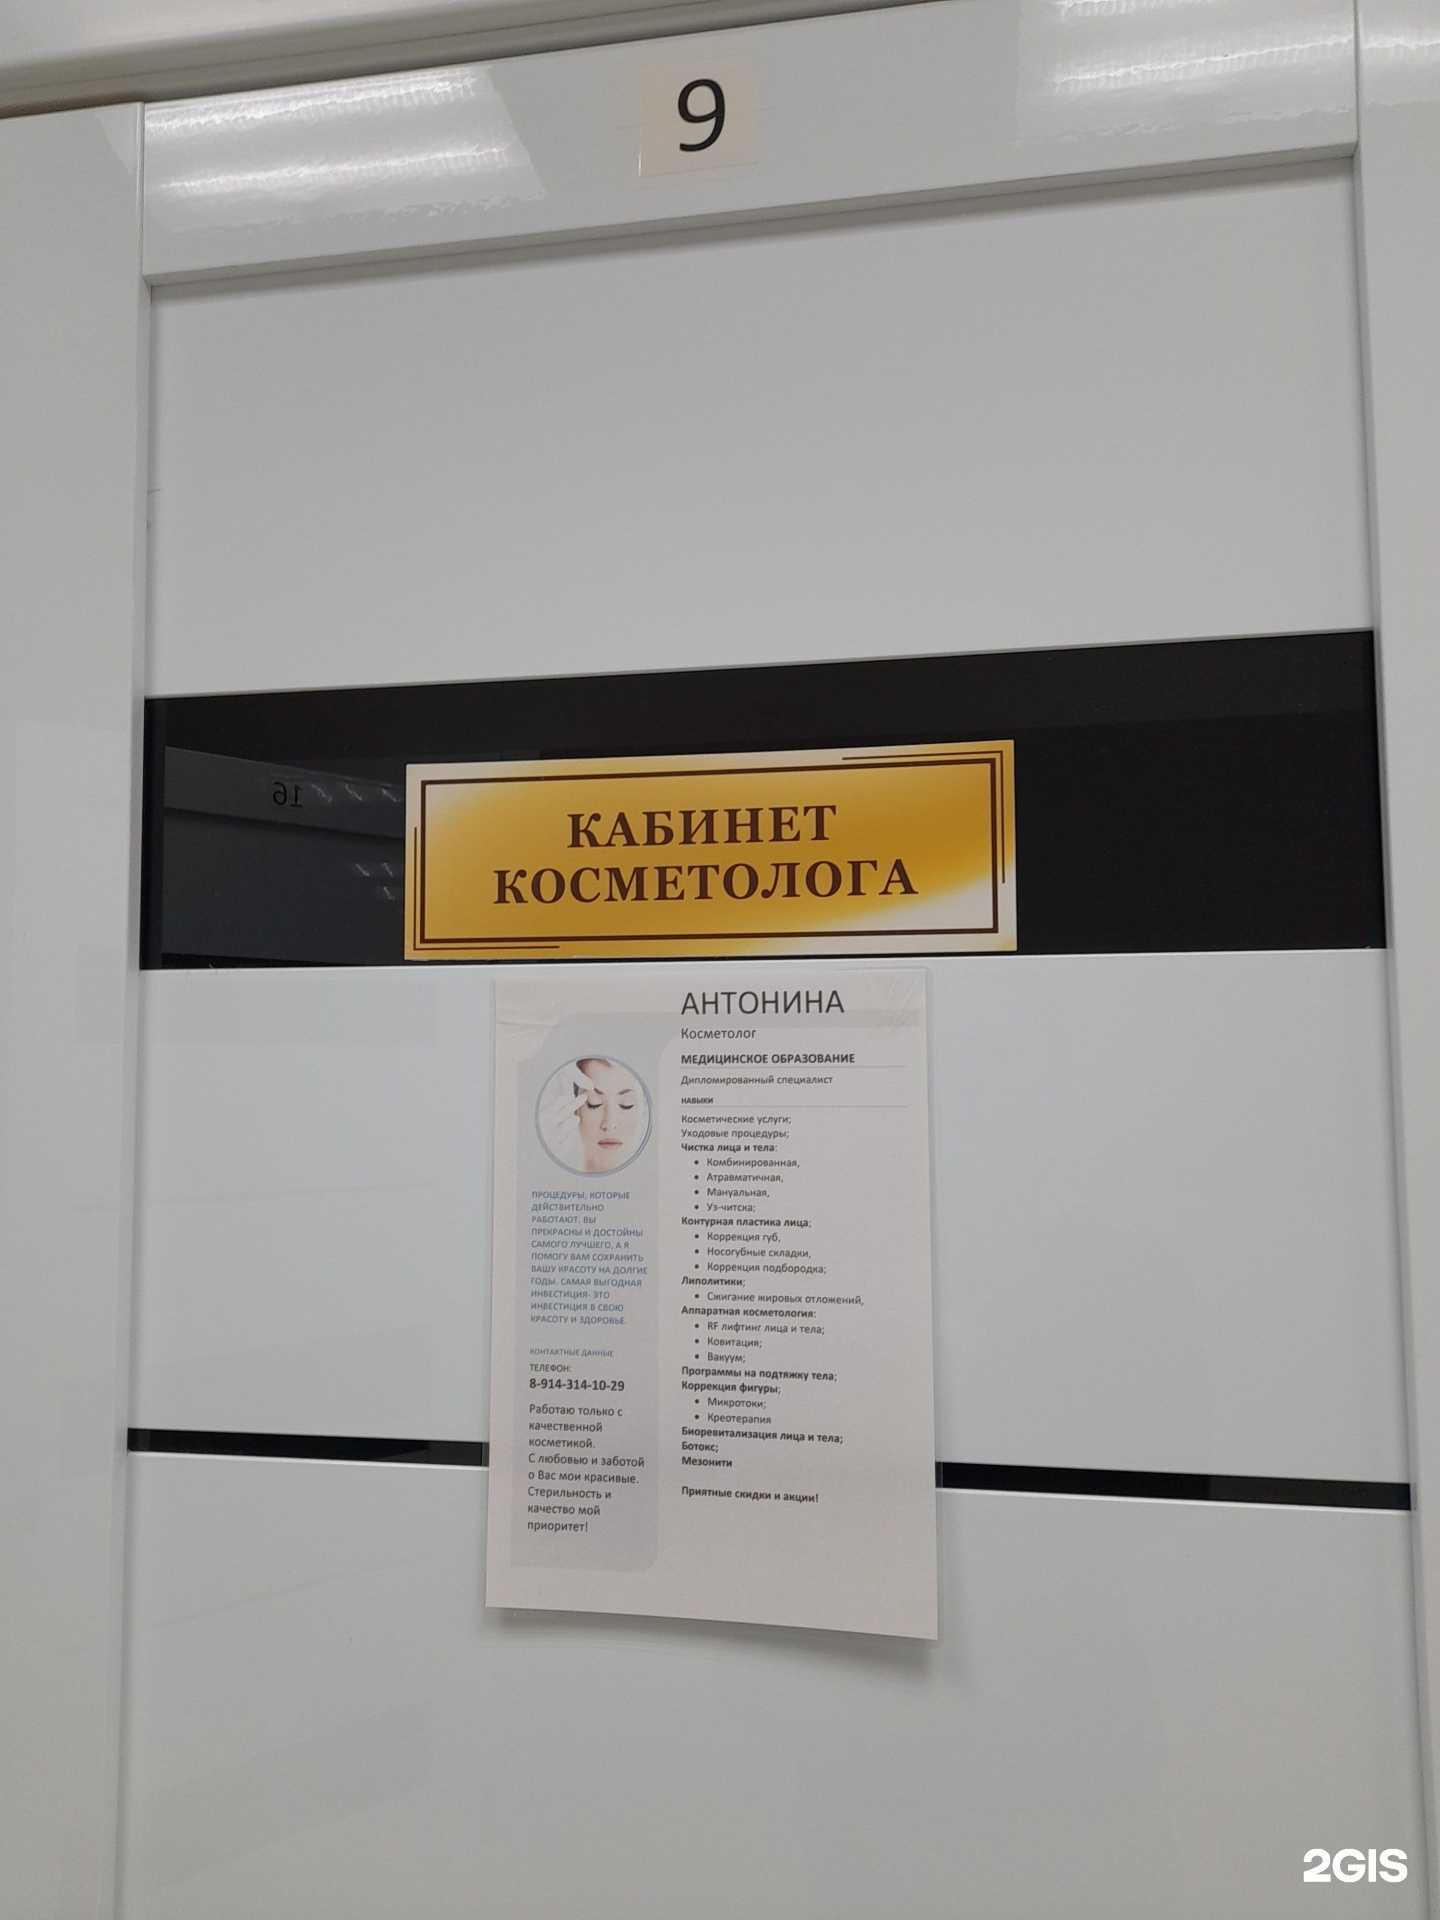 9
КАБИНЕТ
КОСМЕТОЛОГА
16
АНТОНИНА
Косметолог
МЕДИЦИНСКОЕ ОБРАЗОВАНИЕ
Дипломированный специалист
НАВЫКИ
Косметические услуги;
Уходовые процедуры;
Чистка лица и тела:
• Комбинированная,
• Атравматичная,
• Мануальная,
• Уз-читска;
Контурная пластика лица;
• Коррекция губ,
• Носогубные складки,
• Коррекция подбородка;
Липолитики;
• Сжигание жировых отложений,
Аппаратная косметология:
• RF лифтинг лица и тела;
• Ковитация;
• Вакуум;
Программы на подтяжку тела;
Коррекция фигуры;
• Микротоки;
• Креотерапия
Биоревитализация лица и тела;
Ботокс;
Мезонити
Приятные скидки и акции!
ПРОЦЕДУРЫ, КОТОРЫЕ
ДЕЙСТВИТЕЛЬНО
РАБОТАЮТ. ВЫ
ПРЕКРАСНЫ И ДОСТОЙНЫ
САМОГО ЛУЧШЕГО, А Я
ПОМОГУ ВАМ СОХРАНИТЬ
ВАШУ КРАСОТУ НА ДОЛГИЕ
ГОДЫ. САМАЯ ВЫГОДНАЯ
ИНВЕСТИЦИЯ- ЭТО
ИНВЕСТИЦИЯ В СВОЮ
КРАСОТУ И ЗДОРОВЬЕ.
КОНТАКТНЫЕ ДАННЫЕ
ТЕЛЕФОН:
8-914-314-10-29
Работаю только с
качественной
косметикой.
С любовью и заботой
о Вас мои красивые.
Стерильность и
качество мой
приоритет!
2GIS